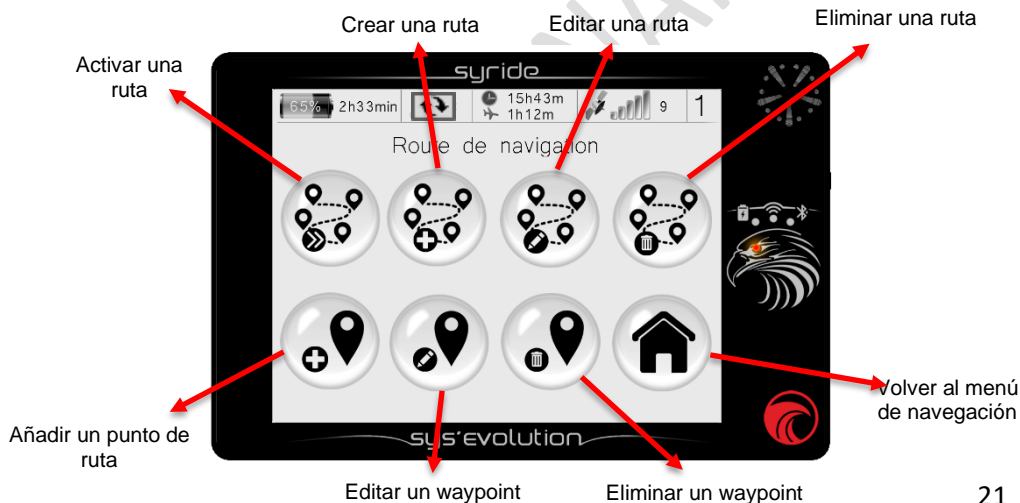 Crear una ruta
Editar una ruta
Eliminar una ruta
Activar una
ruta
syride
65% 2h33min
15h43m
1h12m
9
1
Route de navigation
Volver al menú
de navegación
Añadir un punto de
ruta
sys'evolution
Editar un waypoint
Eliminar un waypoint
21